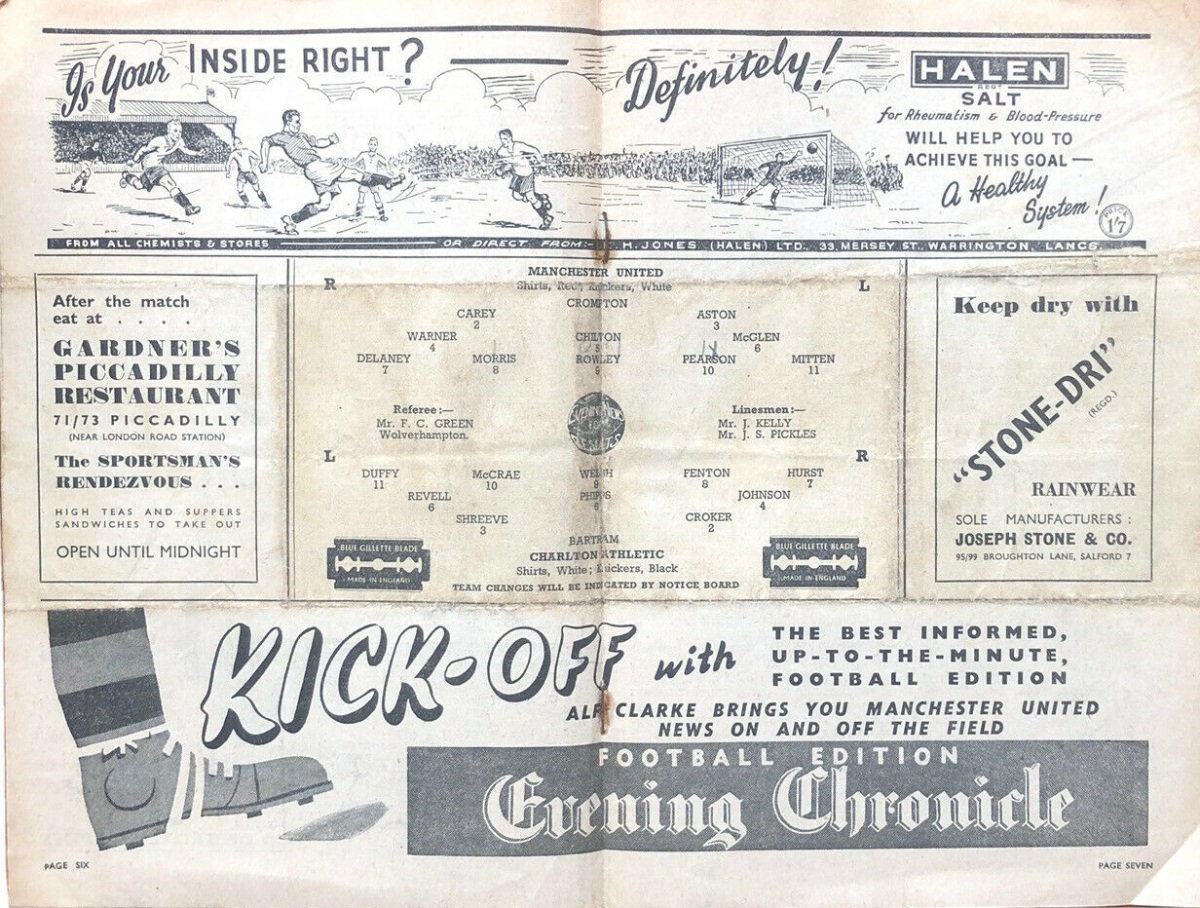 Is Your INSIDE RIGHT?
Definitely!
HALEN
REGT
SALT
for Rheumatism & Blood-Pressure
WILL HELP YOU TO
ACHIEVE THIS GOAL —
A Healthy
System!
PRICE
1/7
FROM ALL CHEMISTS & STORES
OR DIRECT FROM:- H. JONES (HALEN) LTD., 33, MERSEY ST., WARRINGTON, LANCS.
After the match
eat at . . . .
GARDNER'S
PICCADILLY
RESTAURANT
71/73 PICCADILLY
(NEAR LONDON ROAD STATION)
The SPORTSMAN'S
RENDEZVOUS . . .
HIGH TEAS AND SUPPERS
SANDWICHES TO TAKE OUT
OPEN UNTIL MIDNIGHT
MANCHESTER UNITED
R
L
Shirts, Red; Knickers, White
CROMPTON
CAREY
2
ASTON
3
WARNER
4
CHILTON
5
McGLEN
6
DELANEY
7
MORRIS
8
ROWLEY
9
PEARSON
10
MITTEN
11
Referee:—
Mr. F. C. GREEN
Wolverhampton.
EVENING NEWS
FOR
RESULTS
Linesmen:—
Mr. J. KELLY
Mr. J. S. PICKLES
L
R
DUFFY
11
McCRAE
10
WELSH
9
FENTON
8
HURST
7
REVELL
6
PHIPPS
JOHNSON
4
SHREEVE
3
CROKER
2
BARTRAM
CHARLTON ATHLETIC
Shirts, White; Knickers, Black
BLUE GILLETTE BLADE
MADE IN ENGLAND
BLUE GILLETTE BLADE
MADE IN ENGLAND
TEAM CHANGES WILL BE INDICATED BY NOTICE BOARD
Keep dry with
"STONE-DRI"
(REGD.)
RAINWEAR
SOLE MANUFACTURERS :
JOSEPH STONE & CO.
95/99 BROUGHTON LANE, SALFORD 7
KICK-OFF with
THE BEST INFORMED,
UP-TO-THE-MINUTE,
FOOTBALL EDITION
ALF CLARKE BRINGS YOU MANCHESTER UNITED
NEWS ON AND OFF THE FIELD
FOOTBALL EDITION
Evening Chronicle
PAGE SIX
PAGE SEVEN